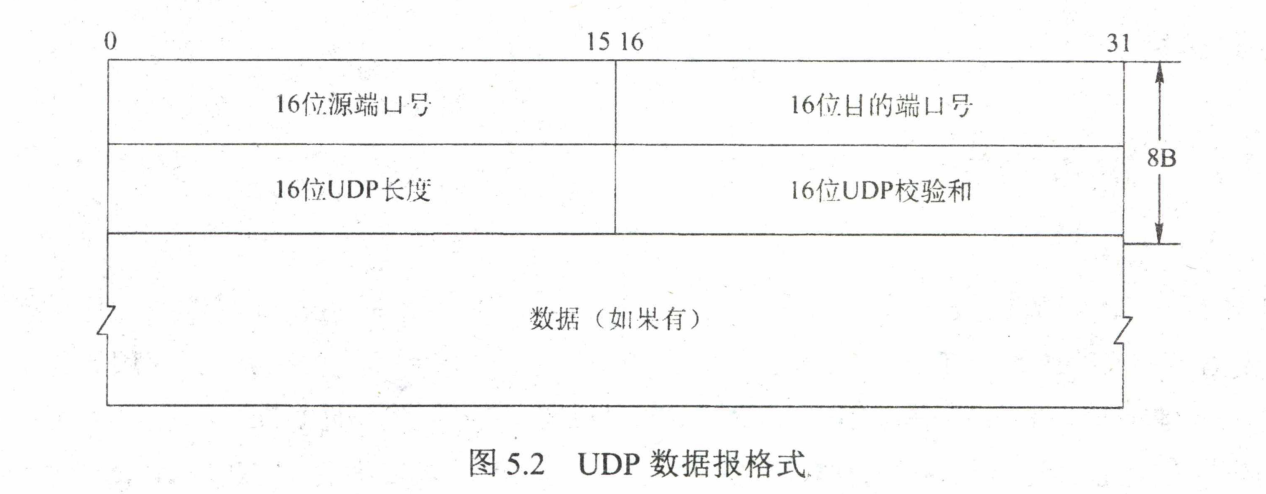 0 15 16 31
16位源端口号 16位目的端口号
8B
16位UDP长度 16位UDP校验和
数据（如果有）
图 5.2 UDP 数据报格式